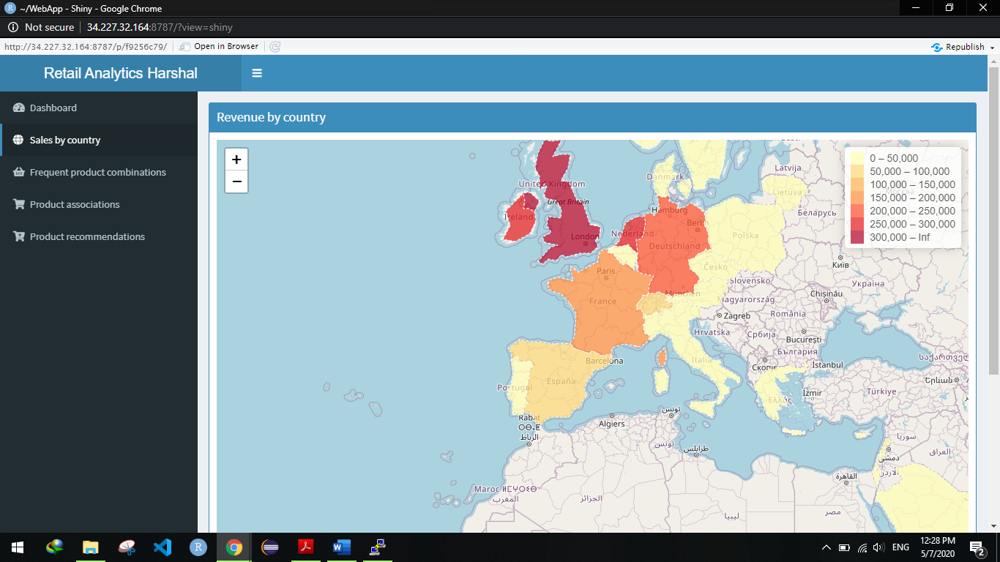 ~/WebApp - Shiny - Google Chrome
Not secure
34.227.32.164:8787/?view=shiny
http://34.227.32.164:8787/p/f9256c79/
Open in Browser
Republish
Retail Analytics Harshal
Dashboard
Sales by country
Frequent product combinations
Product associations
Product recommendations
Revenue by country
+
−
0 – 50,000
50,000 – 100,000
100,000 – 150,000
150,000 – 200,000
200,000 – 250,000
250,000 – 300,000
300,000 – Inf
Latvija
Danmark
United Kingdom
Lietuva
Great Britain
Ireland
Hamburg
Беларусь
Berlin
London
Nederland
Polska
Deutschland
Київ
Česko
Paris
Slovensko
Україна
München
Chișinău
France
Magyarország
România
Zagreb
Hrvatska
Србија
București
България
Barcelona
Italia
Скопје
Istanbul
საქართველო
Portugal
España
Երևան
Ελλάς
İzmir
Türkiye
Rabat
ⵔⴱⴰⵟ
الرباط
Algiers
تونس
سوريا
تونس
طرابلس
دمشق
العراق
الأردن
القاهرة
Maroc ⵍⵎⵖⵔⵉⴱ
المغرب
الجزائر
ليبيا
مصر
ENG
12:28 PM
5/7/2020
2